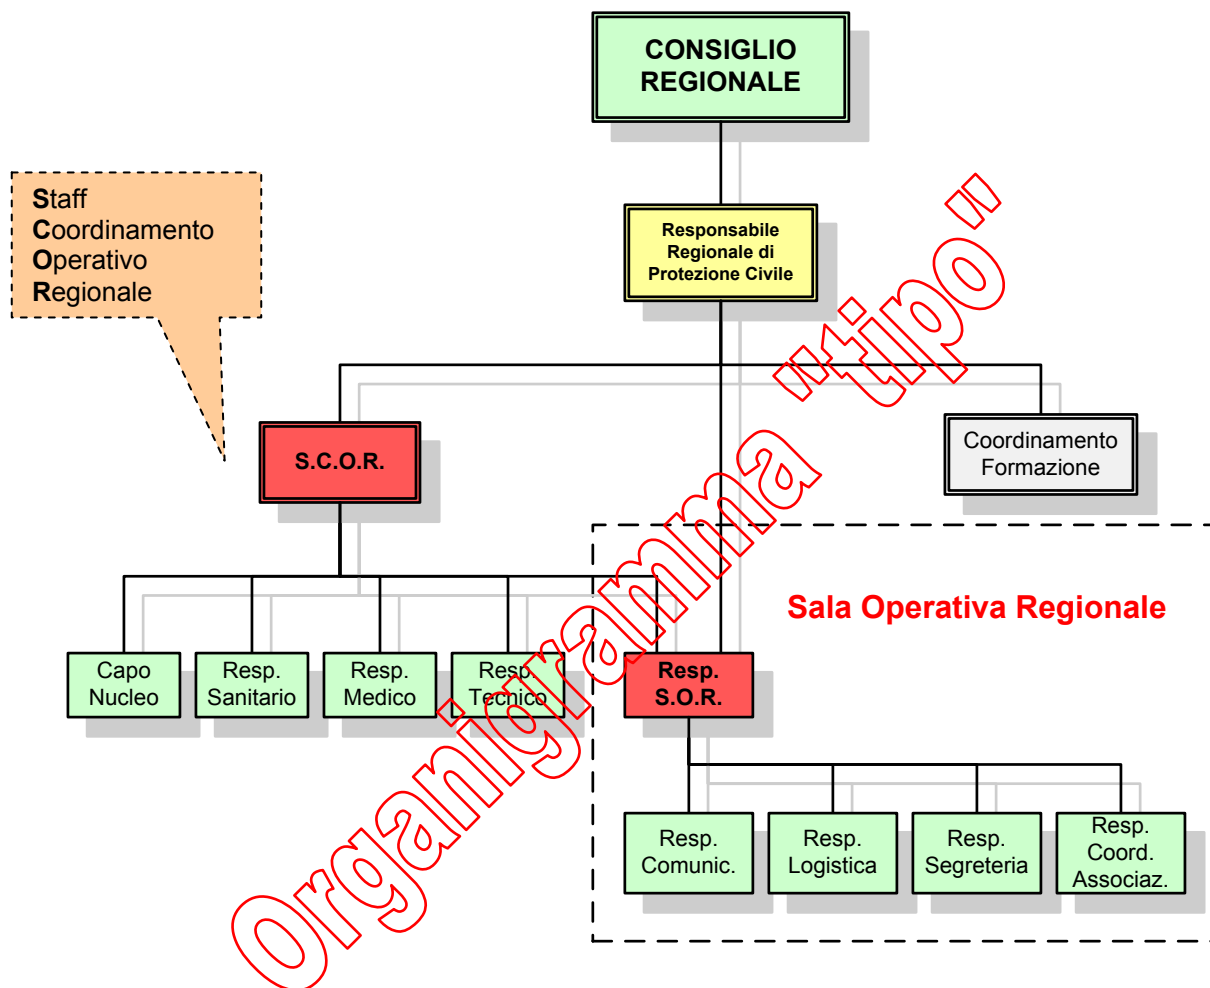 CONSIGLIO
REGIONALE
Staff
Coordinamento
Operativo
Regionale
Responsabile
Regionale di
Protezione Civile
S.C.O.R.
Coordinamento
Formazione
Sala Operativa Regionale
Capo
Nucleo
Resp.
Sanitario
Resp.
Medico
Resp.
Tecnico
Resp.
S.O.R.
Resp.
Comunic.
Resp.
Logistica
Resp.
Segreteria
Resp.
Coord.
Associaz.
Organigramma "tipo"